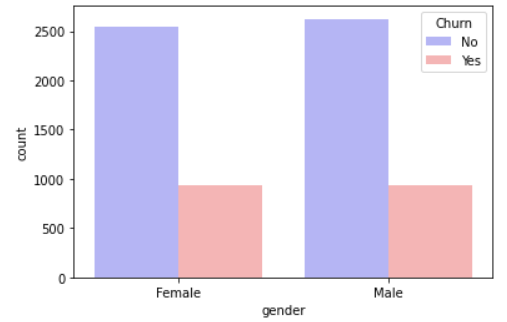 Churn
No
Yes
2500
2000
1500
1000
500
0
count
Female Male
gender